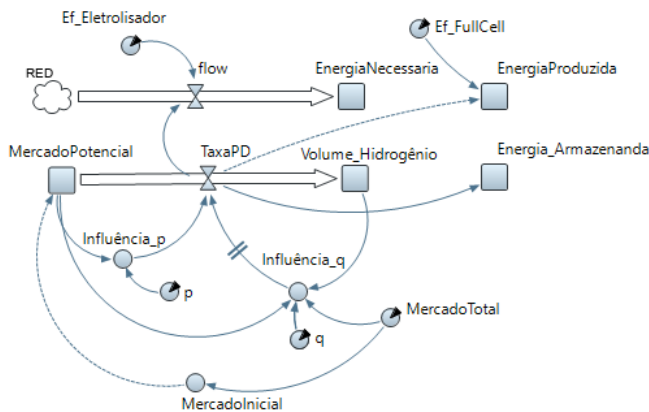 Ef_Eletrolisador
Ef_FullCell
RED
flow
EnergiaNecessaria
EnergiaProduzida
MercadoPotencial
TaxaPD
Volume_Hidrogênio
Energia_Armazenanda
Influência_p
Influência_q
p
MercadoTotal
q
MercadoInicial